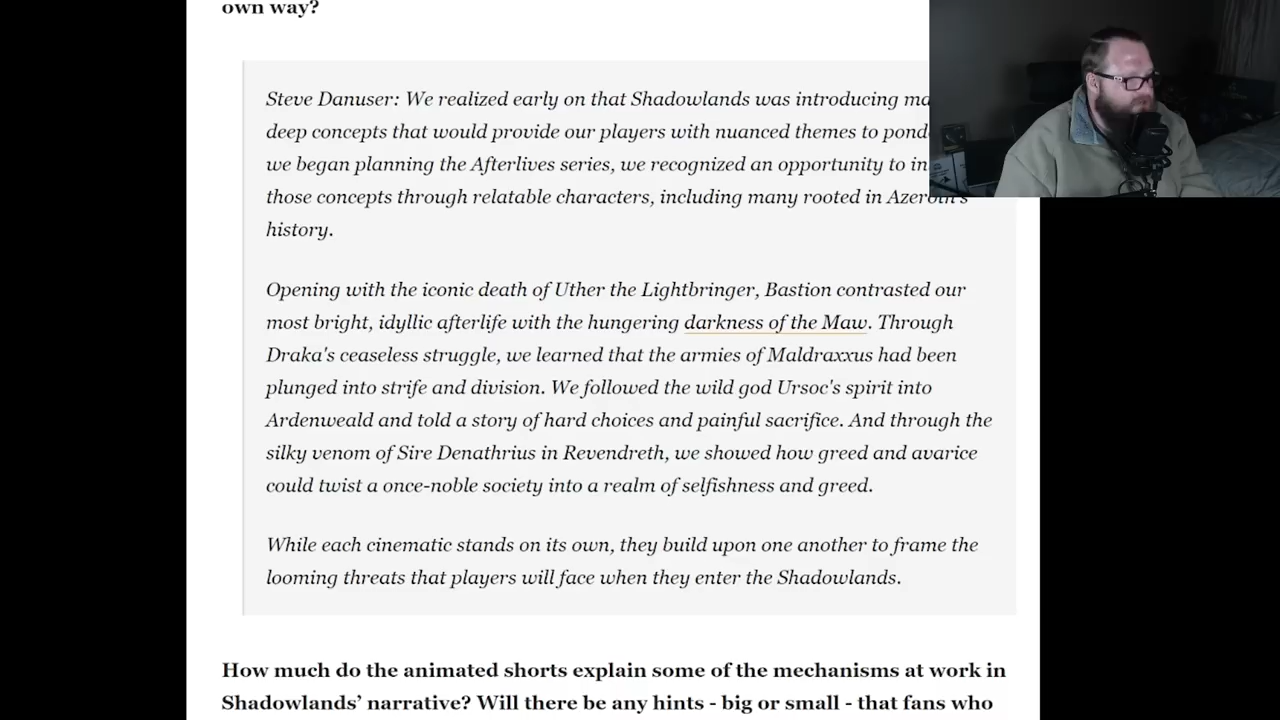 own way?
Steve Danuser: We realized early on that Shadowlands was introducing
deep concepts that would provide our players with nuanced themes to
we began planning the Afterlives series, we recognized an opportunity to
those concepts through relatable characters, including many rooted in Azeroth's
history.
Opening with the iconic death of Uther the Lightbringer, Bastion contrasted our
most bright, idyllic afterlife with the hungering darkness of the Maw. Through
Draka's ceaseless struggle, we learned that the armies of Maldraxxus had been
plunged into strife and division. We followed the wild god Ursoc's spirit into
Ardenweald and told a story of hard choices and painful sacrifice. And through the
silky venom of Sire Denathrius in Revendreth, we showed how greed and avarice
could twist a once-noble society into a realm of selfishness and greed.
While each cinematic stands on its own, they build upon one another to frame the
looming threats that players will face when they enter the Shadowlands.
How much do the animated shorts explain some of the mechanisms at work in
Shadowlands’ narrative? Will there be any hints - big or small - that fans who